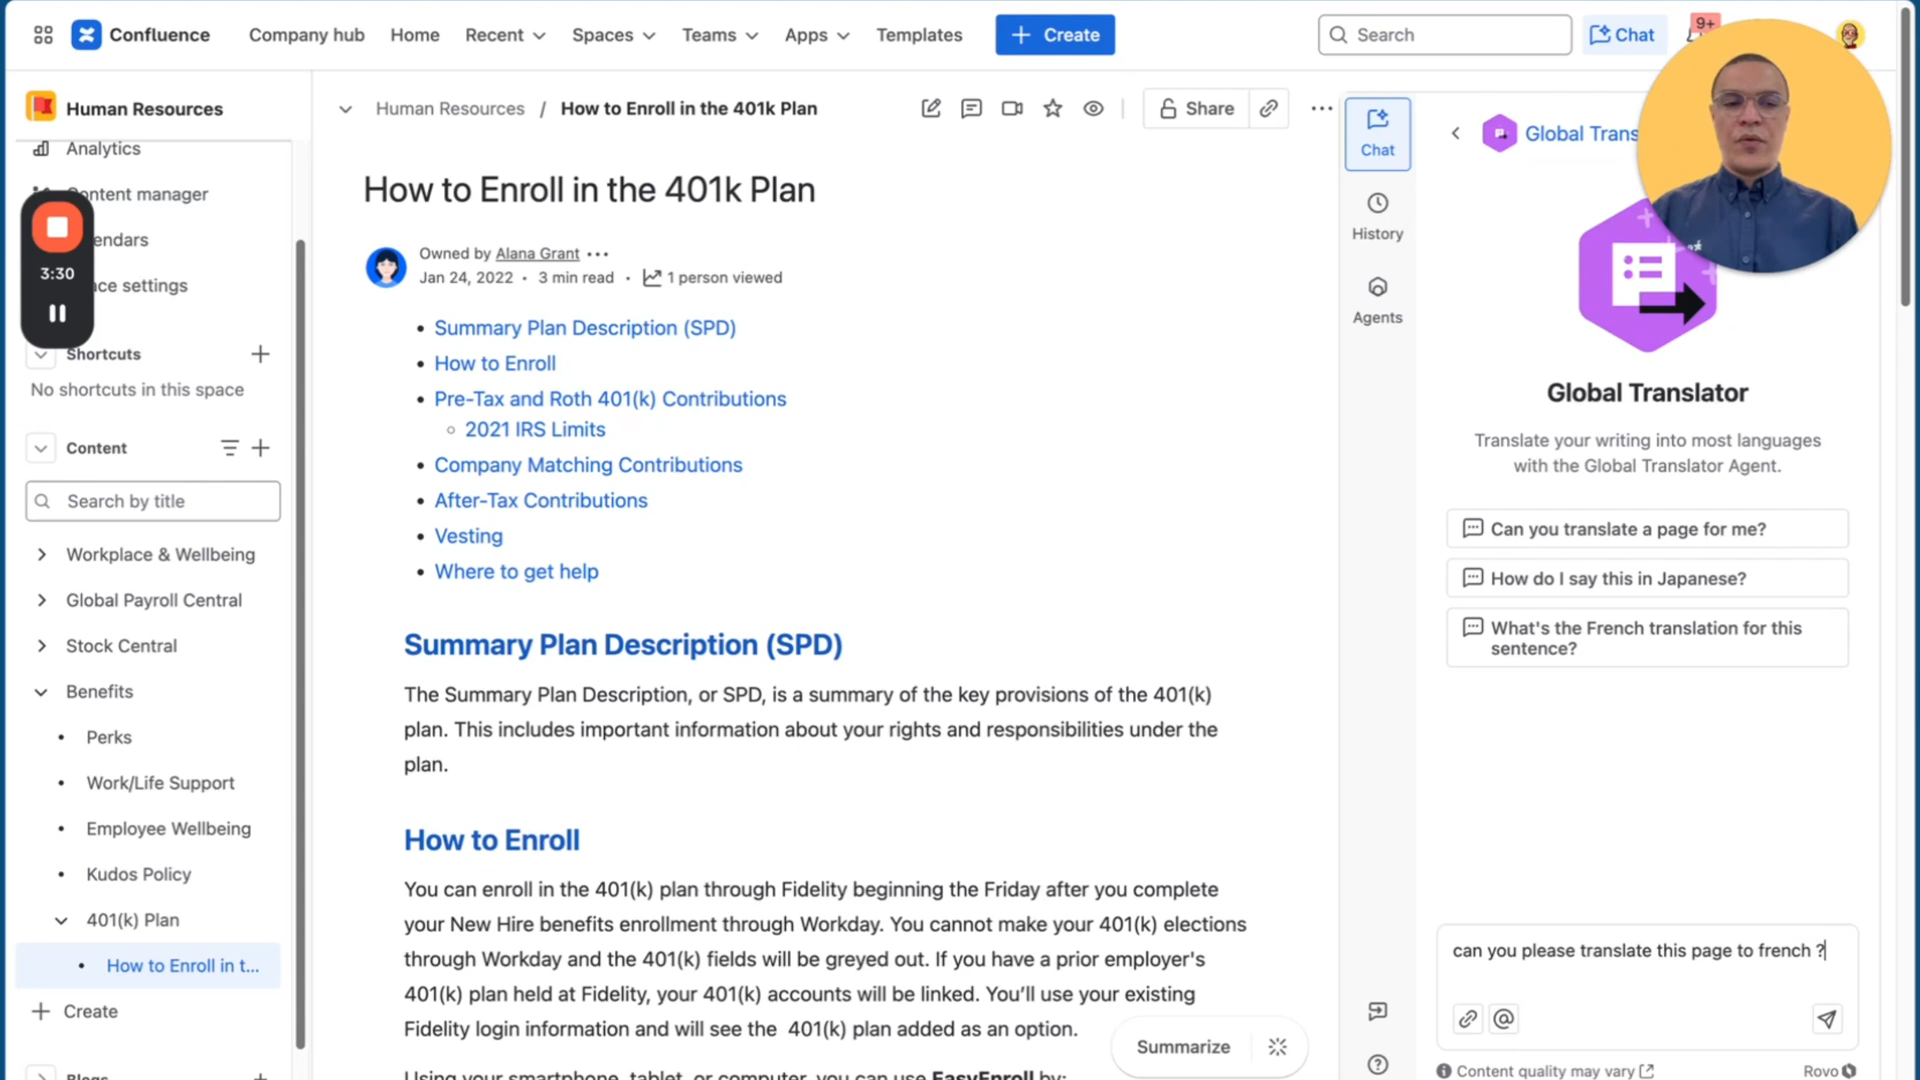 Confluence
Company hub
Home
Recent
Spaces
Teams
Apps
Templates
Create
Search
Chat
9+
Human Resources
Analytics
ontent manager
endars
ace settings
3:30
Shortcuts
No shortcuts in this space
Content
Search by title
Workplace & Wellbeing
Global Payroll Central
Stock Central
Benefits
Perks
Work/Life Support
Employee Wellbeing
Kudos Policy
401(k) Plan
How to Enroll in t...
Create
Blogs
Human Resources / How to Enroll in the 401k Plan
Share
How to Enroll in the 401k Plan
Owned by Alana Grant
Jan 24, 2022 • 3 min read • 1 person viewed
Summary Plan Description (SPD)
How to Enroll
Pre-Tax and Roth 401(k) Contributions
2021 IRS Limits
Company Matching Contributions
After-Tax Contributions
Vesting
Where to get help
Summary Plan Description (SPD)
The Summary Plan Description, or SPD, is a summary of the key provisions of the 401(k)
plan. This includes important information about your rights and responsibilities under the
plan.
How to Enroll
You can enroll in the 401(k) plan through Fidelity beginning the Friday after you complete
your New Hire benefits enrollment through Workday. You cannot make your 401(k) elections
through Workday and the 401(k) fields will be greyed out. If you have a prior employer's
401(k) plan held at Fidelity, your 401(k) accounts will be linked. You'll use your existing
Fidelity login information and will see the 401(k) plan added as an option.
Using your smartphone, tablet, or computer, you can use EasyEnroll by:
Summarize
Chat
History
Agents
Global Trans
Global Translator
Translate your writing into most languages
with the Global Translator Agent.
Can you translate a page for me?
How do I say this in Japanese?
What's the French translation for this
sentence?
can you please translate this page to french ?
Content quality may vary
Rovo